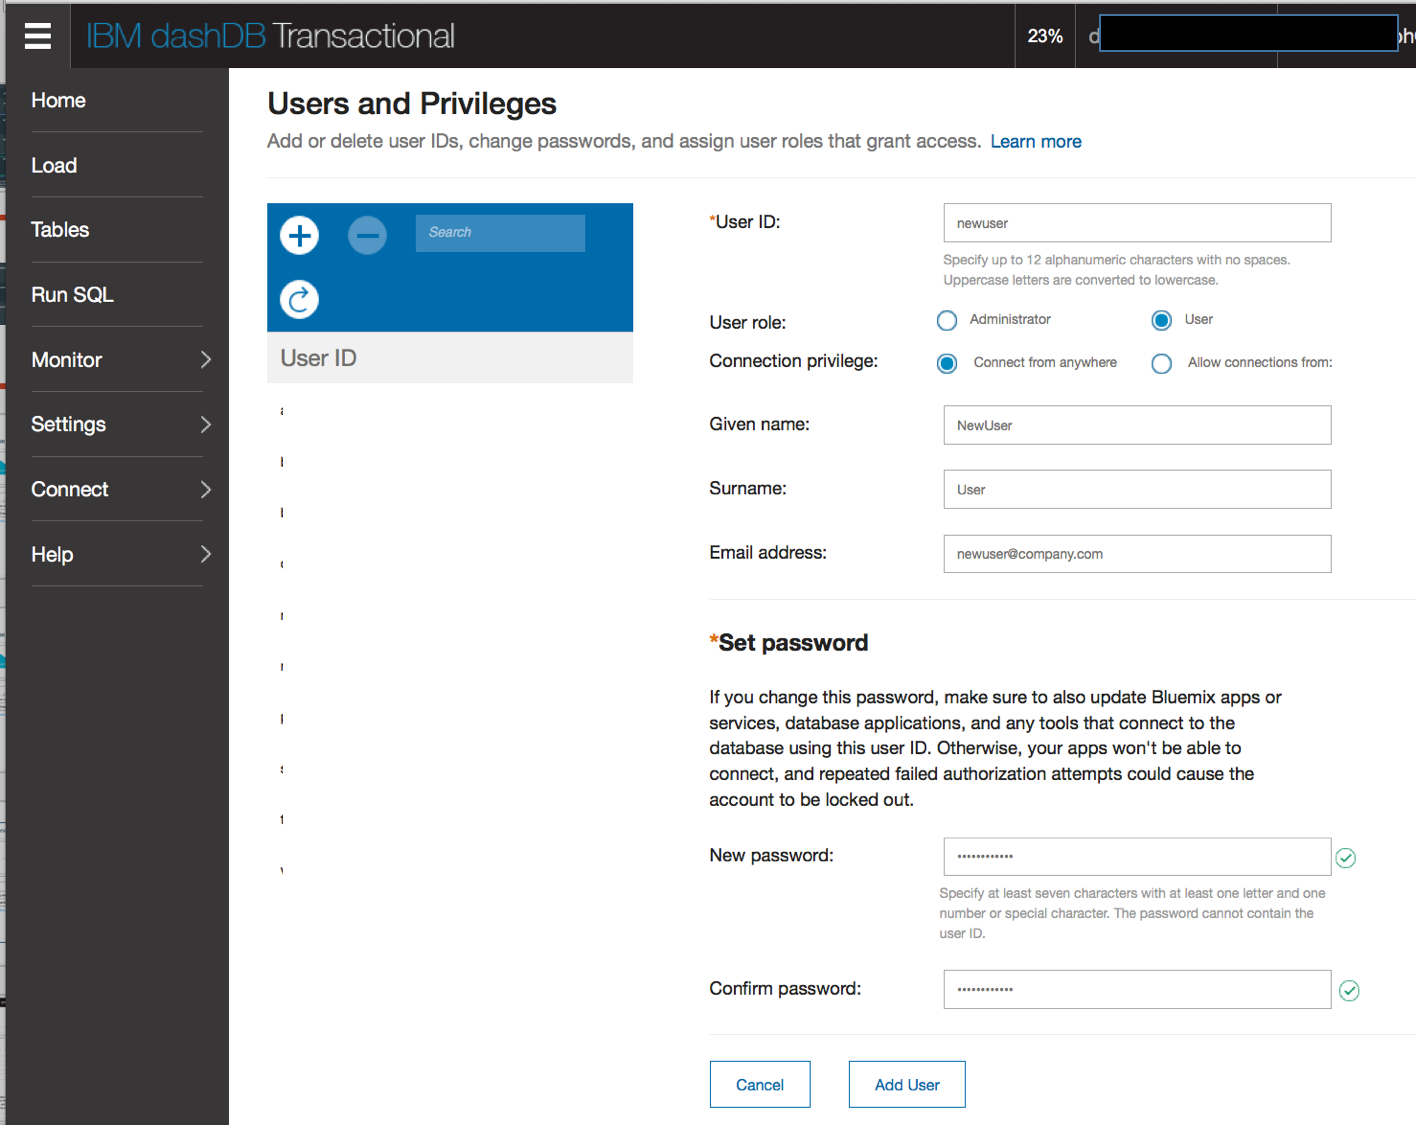 IBM dashDB Transactional
23%
Home
Load
Tables
Run SQL
Monitor
Settings
Connect
Help
Users and Privileges
Add or delete user IDs, change passwords, and assign user roles that grant access. Learn more
Search
User ID
*User ID:
newuser
Specify up to 12 alphanumeric characters with no spaces.
Uppercase letters are converted to lowercase.
User role:
Administrator
User
Connection privilege:
Connect from anywhere
Allow connections from:
Given name:
NewUser
Surname:
User
Email address:
newuser@company.com
*Set password
If you change this password, make sure to also update Bluemix apps or
services, database applications, and any tools that connect to the
database using this user ID. Otherwise, your apps won't be able to
connect, and repeated failed authorization attempts could cause the
account to be locked out.
New password:
••••••••••••
Specify at least seven characters with at least one letter and one
number or special character. The password cannot contain the
user ID.
Confirm password:
••••••••••••
Cancel
Add User